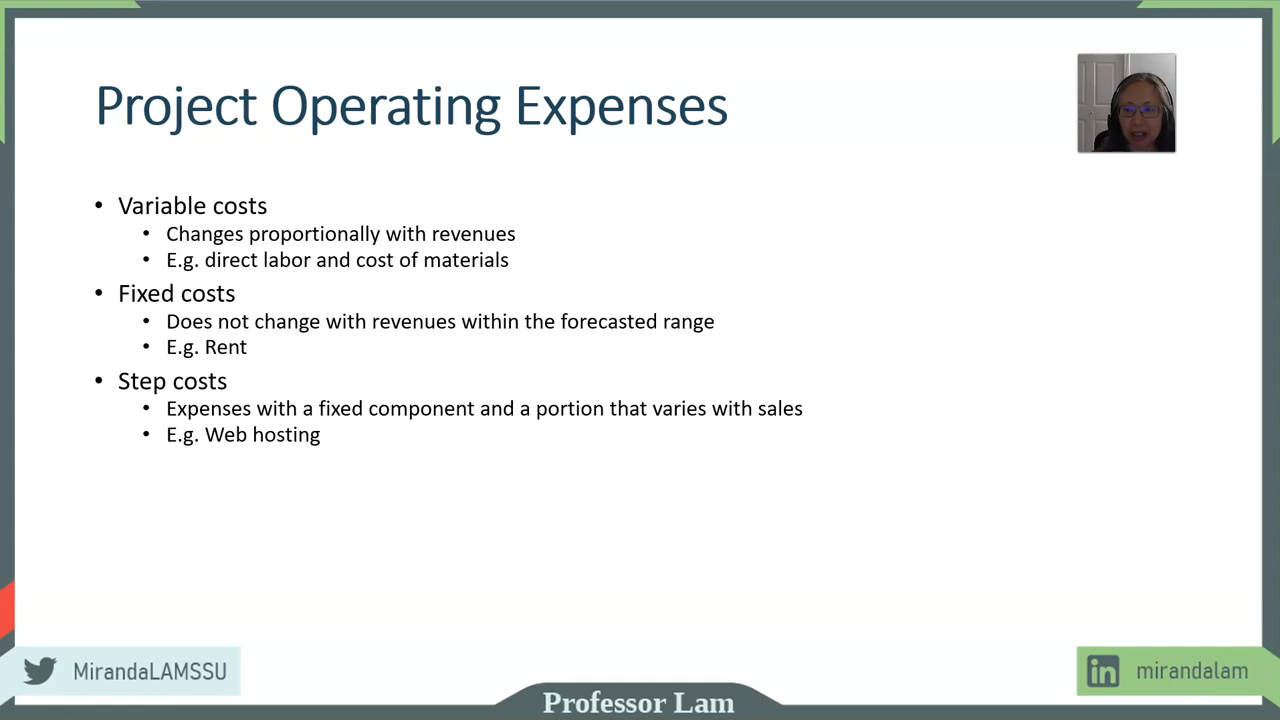 Project Operating Expenses
• Variable costs
• Changes proportionally with revenues
• E.g. direct labor and cost of materials
• Fixed costs
• Does not change with revenues within the forecasted range
• E.g. Rent
• Step costs
• Expenses with a fixed component and a portion that varies with sales
• E.g. Web hosting
MirandaLAMSSU
Professor Lam
in mirandalam